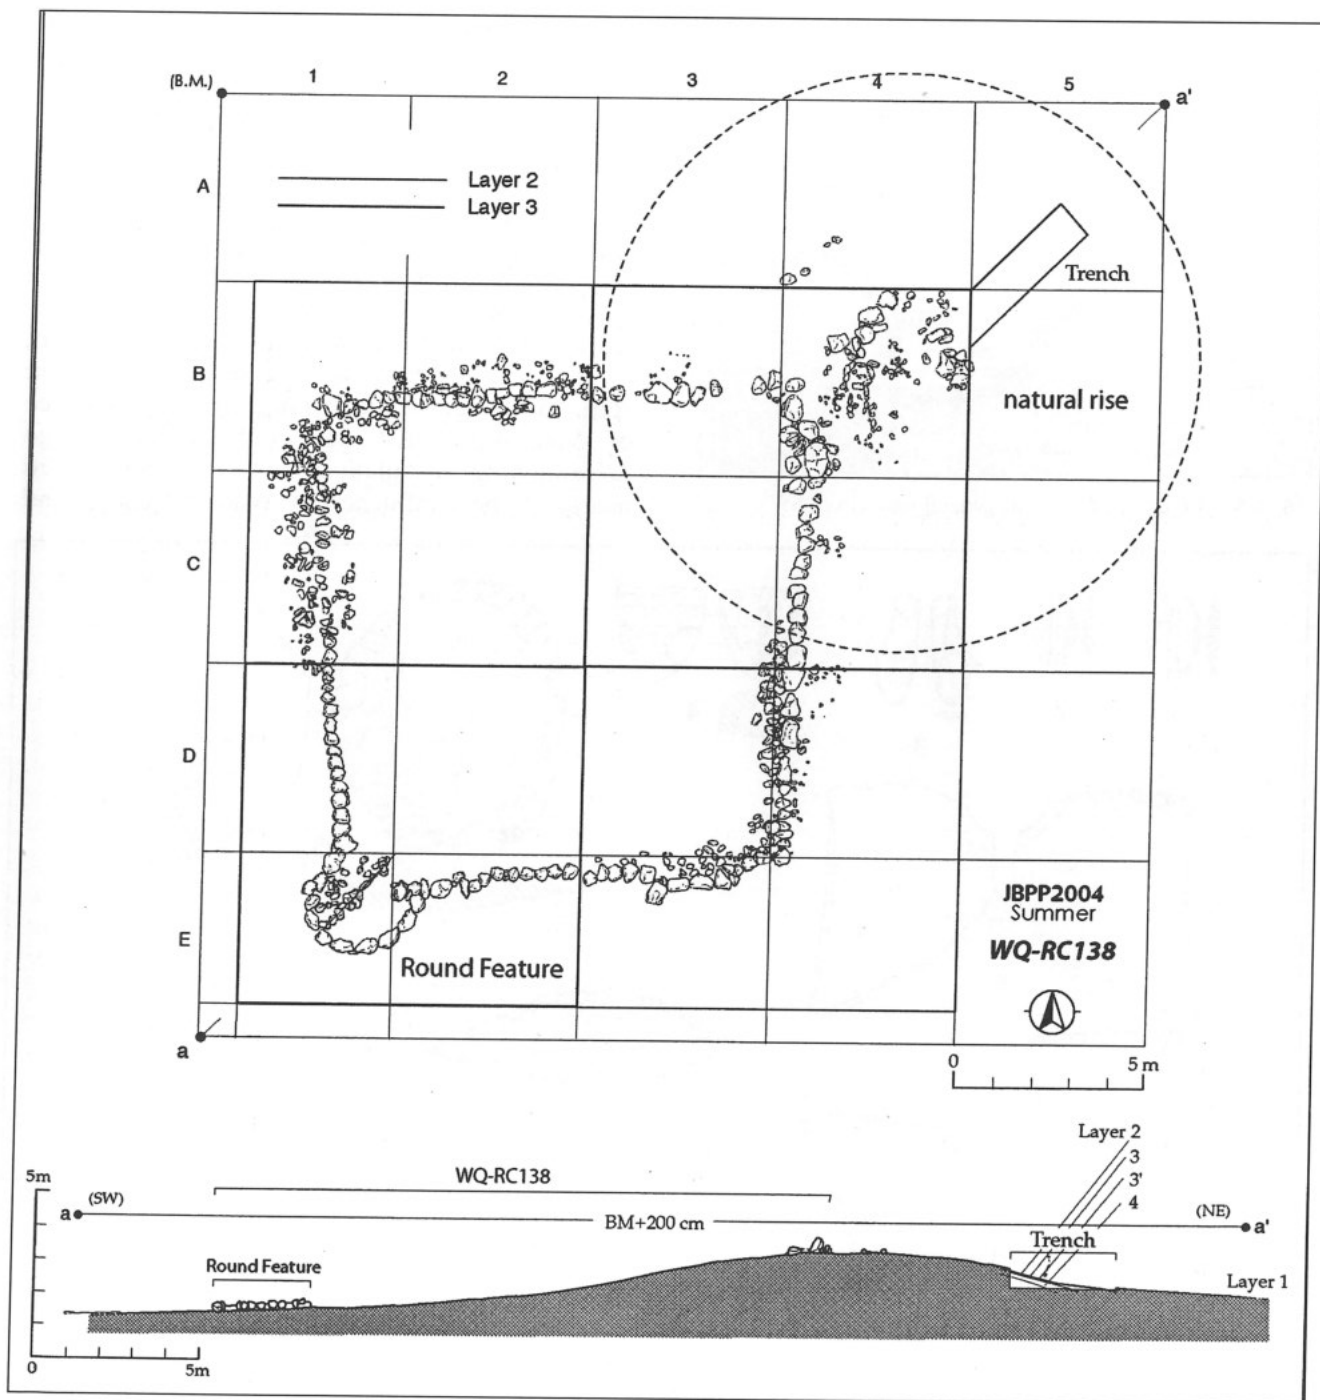 (B.M.) 1 2 3 4 5 a'
A
Layer 2
Layer 3
Trench
B
natural rise
C
D
JBPP2004
Summer
E
WQ-RC138
Round Feature
a
0 5 m
Layer 2
3
3'
4
5m
WQ-RC138
a (SW) BM+200 cm (NE) a'
Trench
Round Feature
Layer 1
0 5m